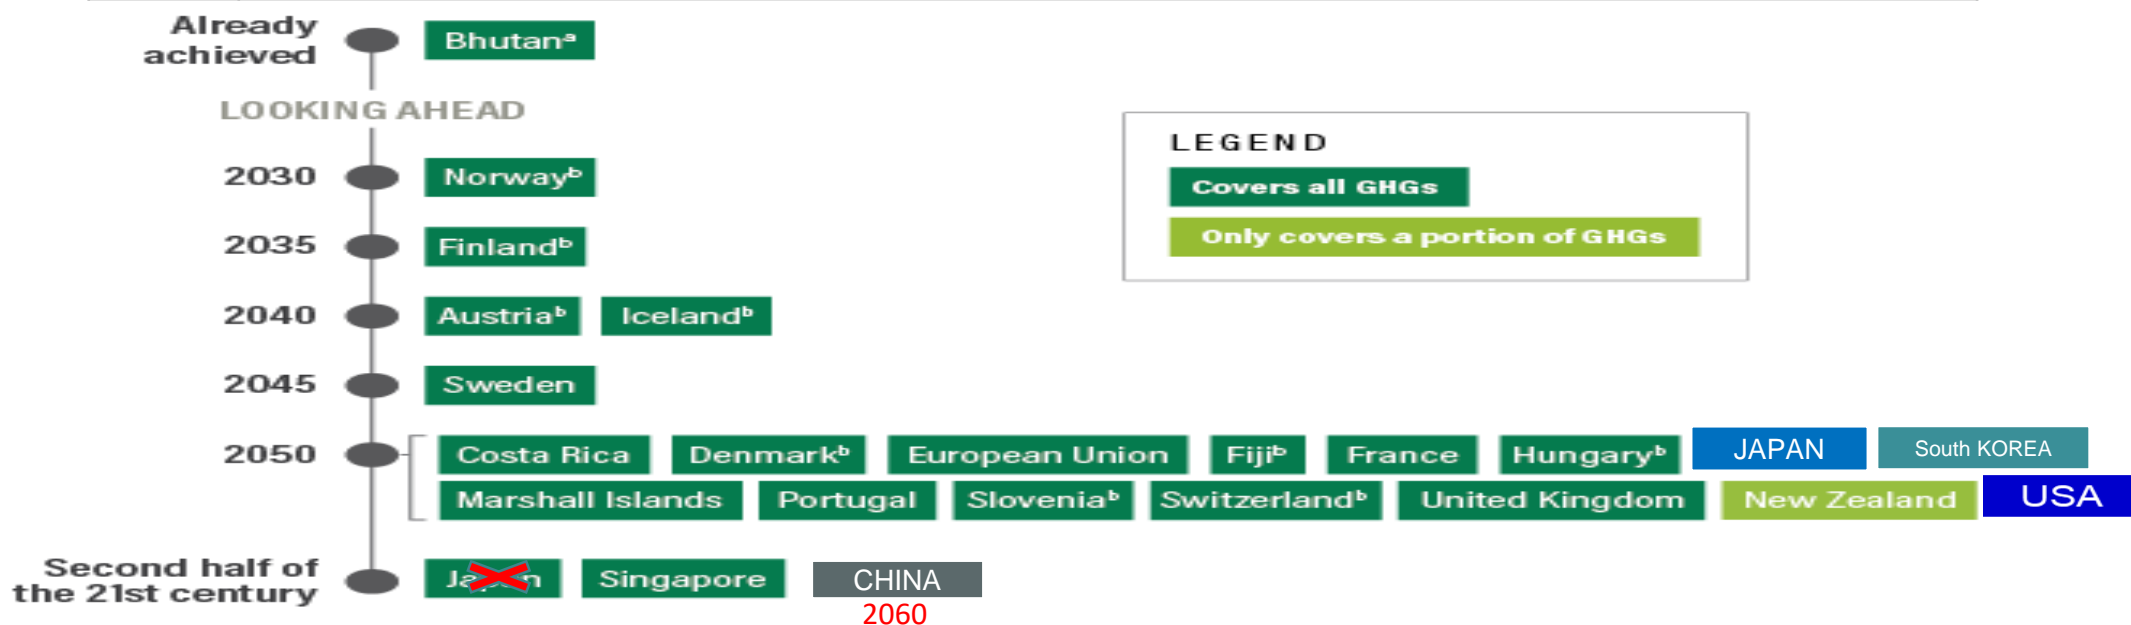 Already
achieved
Bhutanᵃ
LOOKING AHEAD
LEGEND
Covers all GHGs
Only covers a portion of GHGs
2030 Norwayᵇ
2035 Finlandᵇ
2040 Austriaᵇ Icelandᵇ
2045 Sweden
2050 Costa Rica Denmarkᵇ European Union Fijiᵇ France Hungaryᵇ JAPAN South KOREA
Marshall Islands Portugal Sloveniaᵇ Switzerlandᵇ United Kingdom New Zealand USA
Second half of
the 21st century
Japan Singapore CHINA
2060